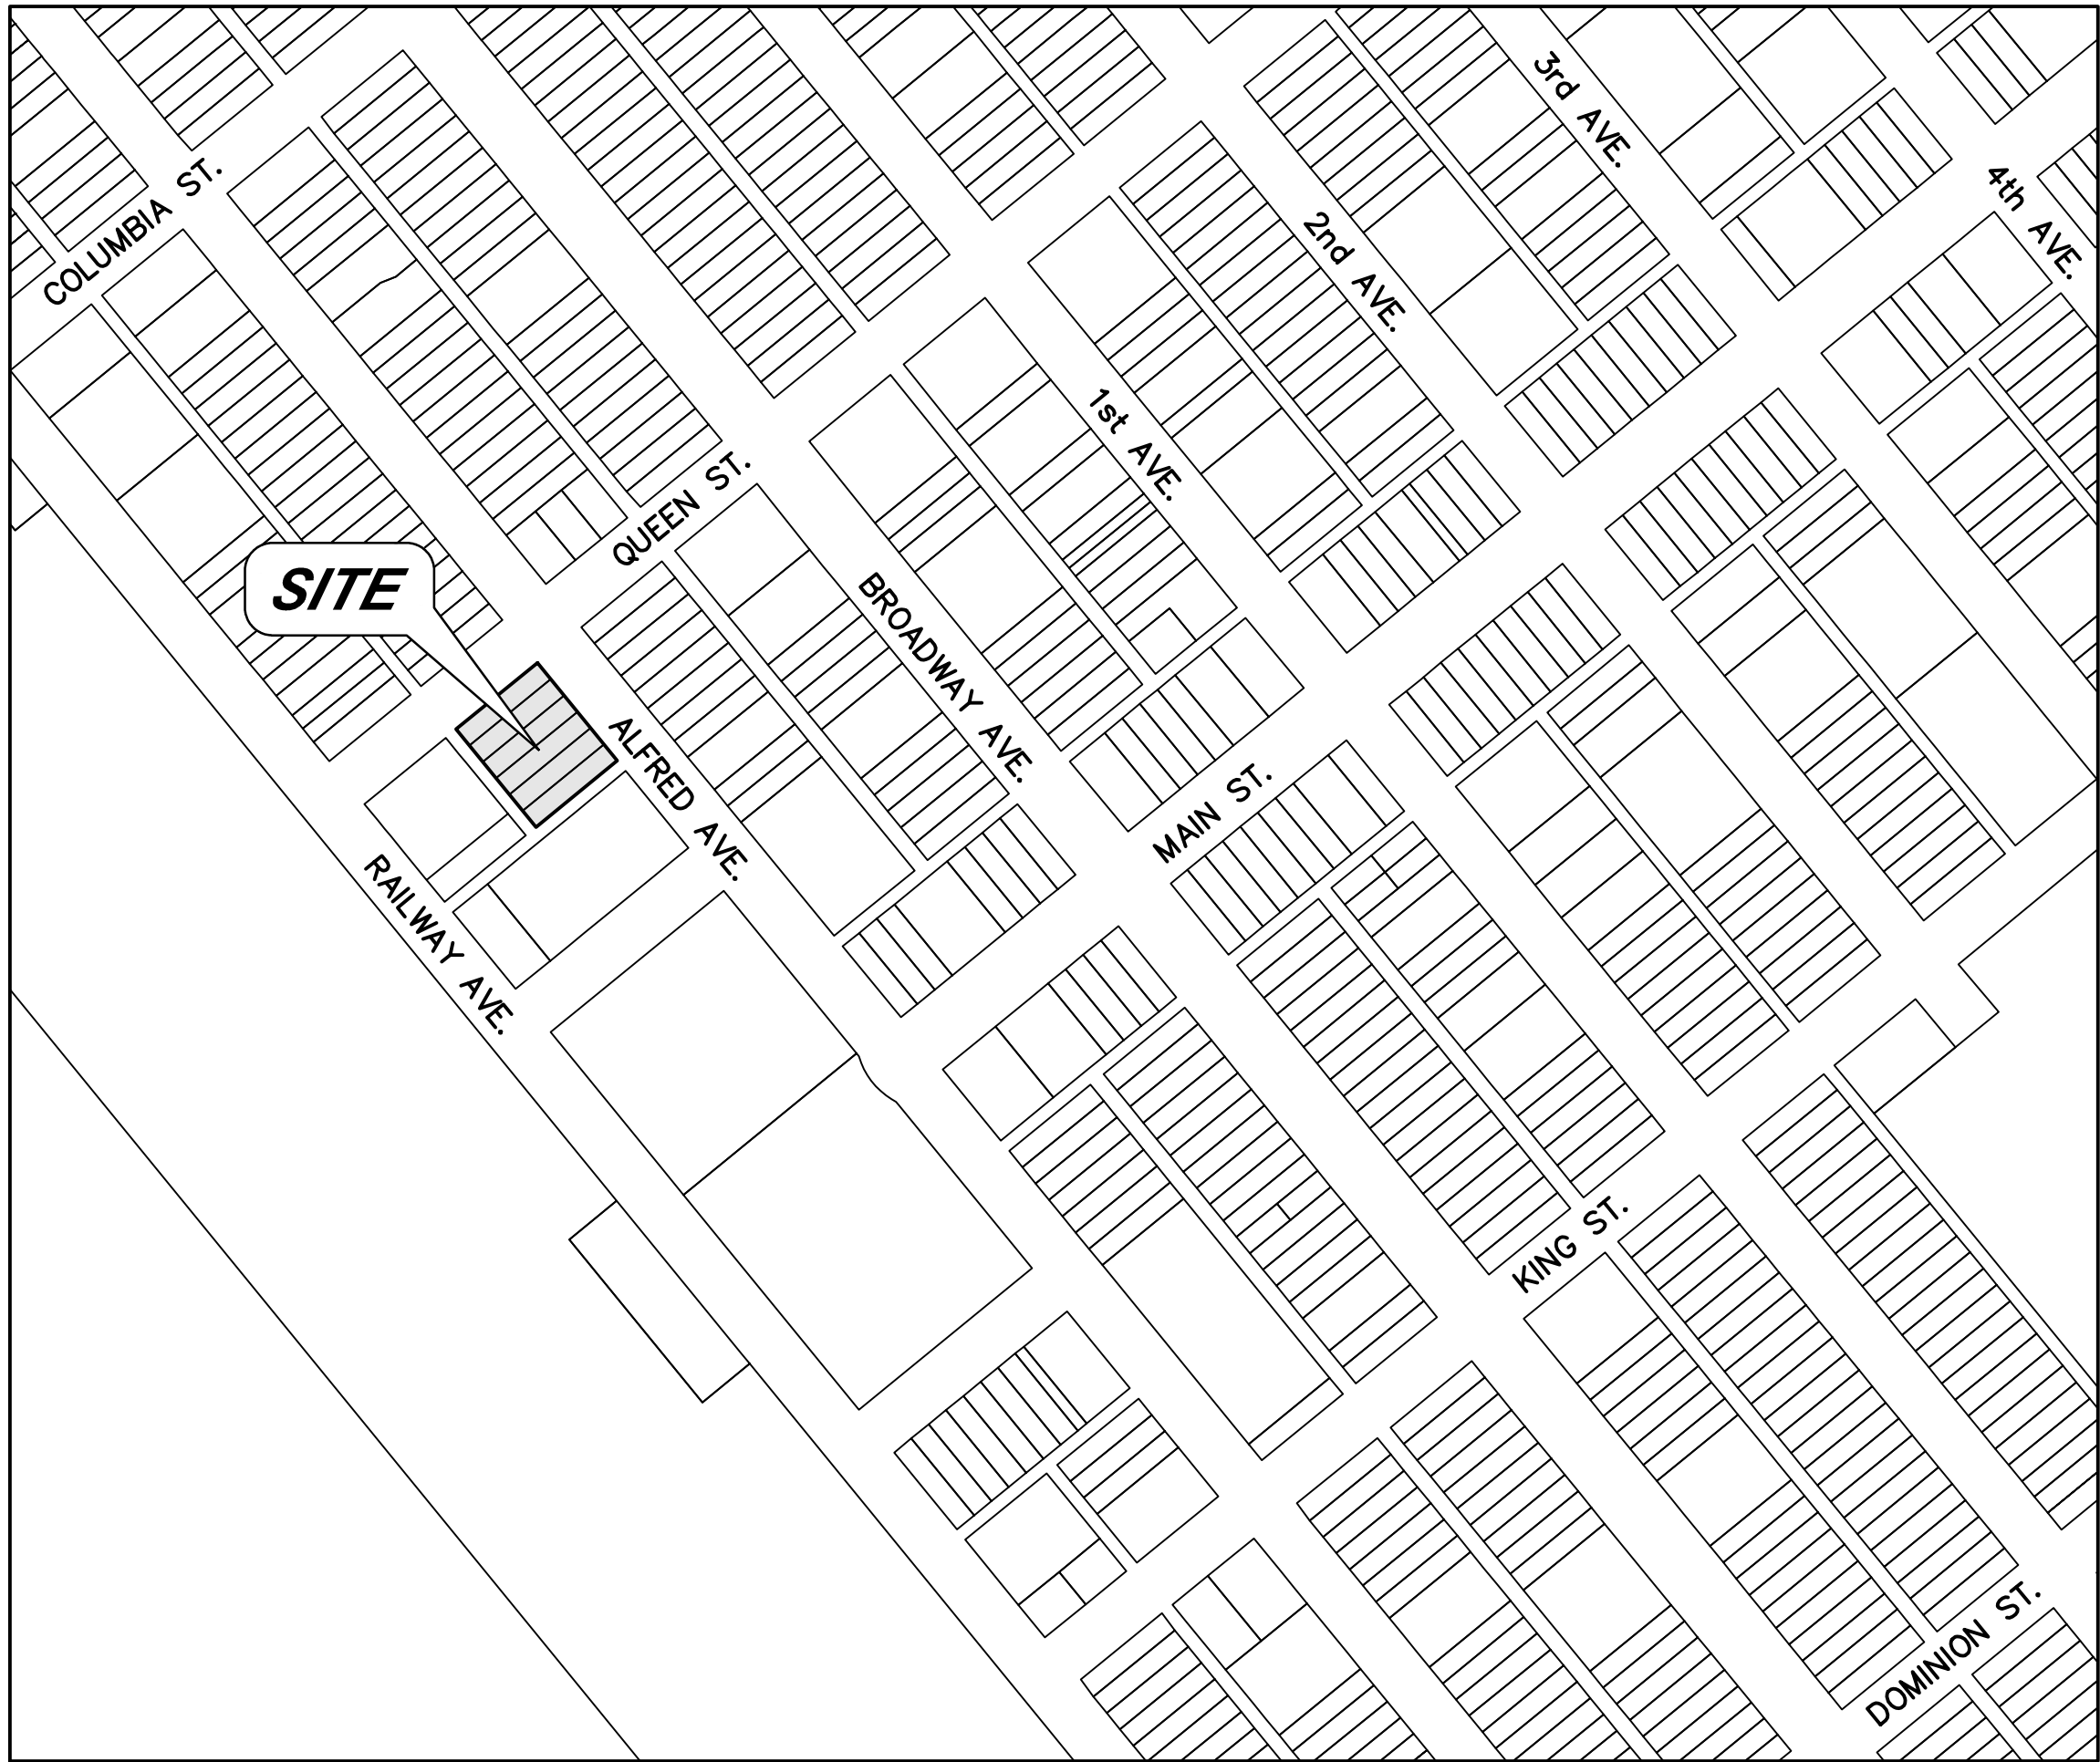 3rd AVE.
4th AVE.
COLUMBIA ST.
2nd AVE.
1st AVE.
QUEEN ST.
SITE
BROADWAY AVE.
ALFRED AVE.
MAIN ST.
RAILWAY AVE.
KING ST.
DOMINION ST.